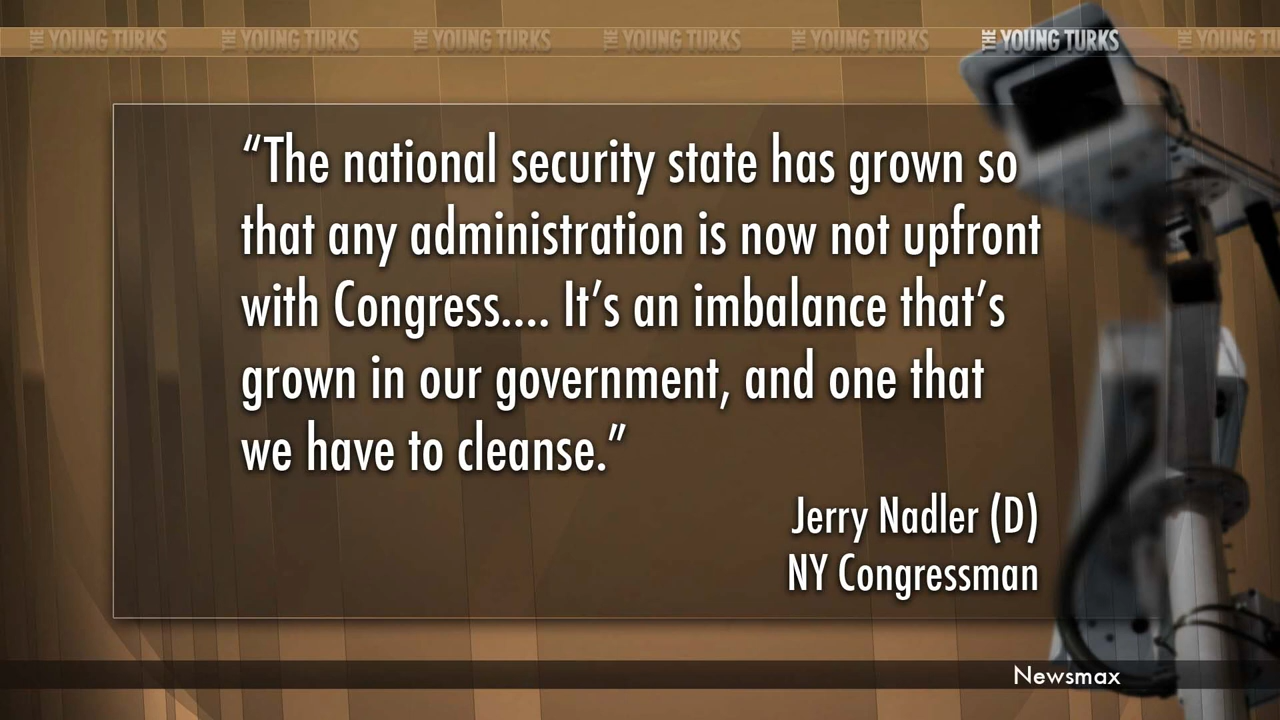 THE YOUNG TURKS THE YOUNG TURKS THE YOUNG TURKS THE YOUNG TURKS THE YOUNG TURKS THE YOUNG TURKS THE YOUNG TU
“The national security state has grown so
that any administration is now not upfront
with Congress.... It’s an imbalance that’s
grown in our government, and one that
we have to cleanse.”
Jerry Nadler (D)
NY Congressman
Newsmax